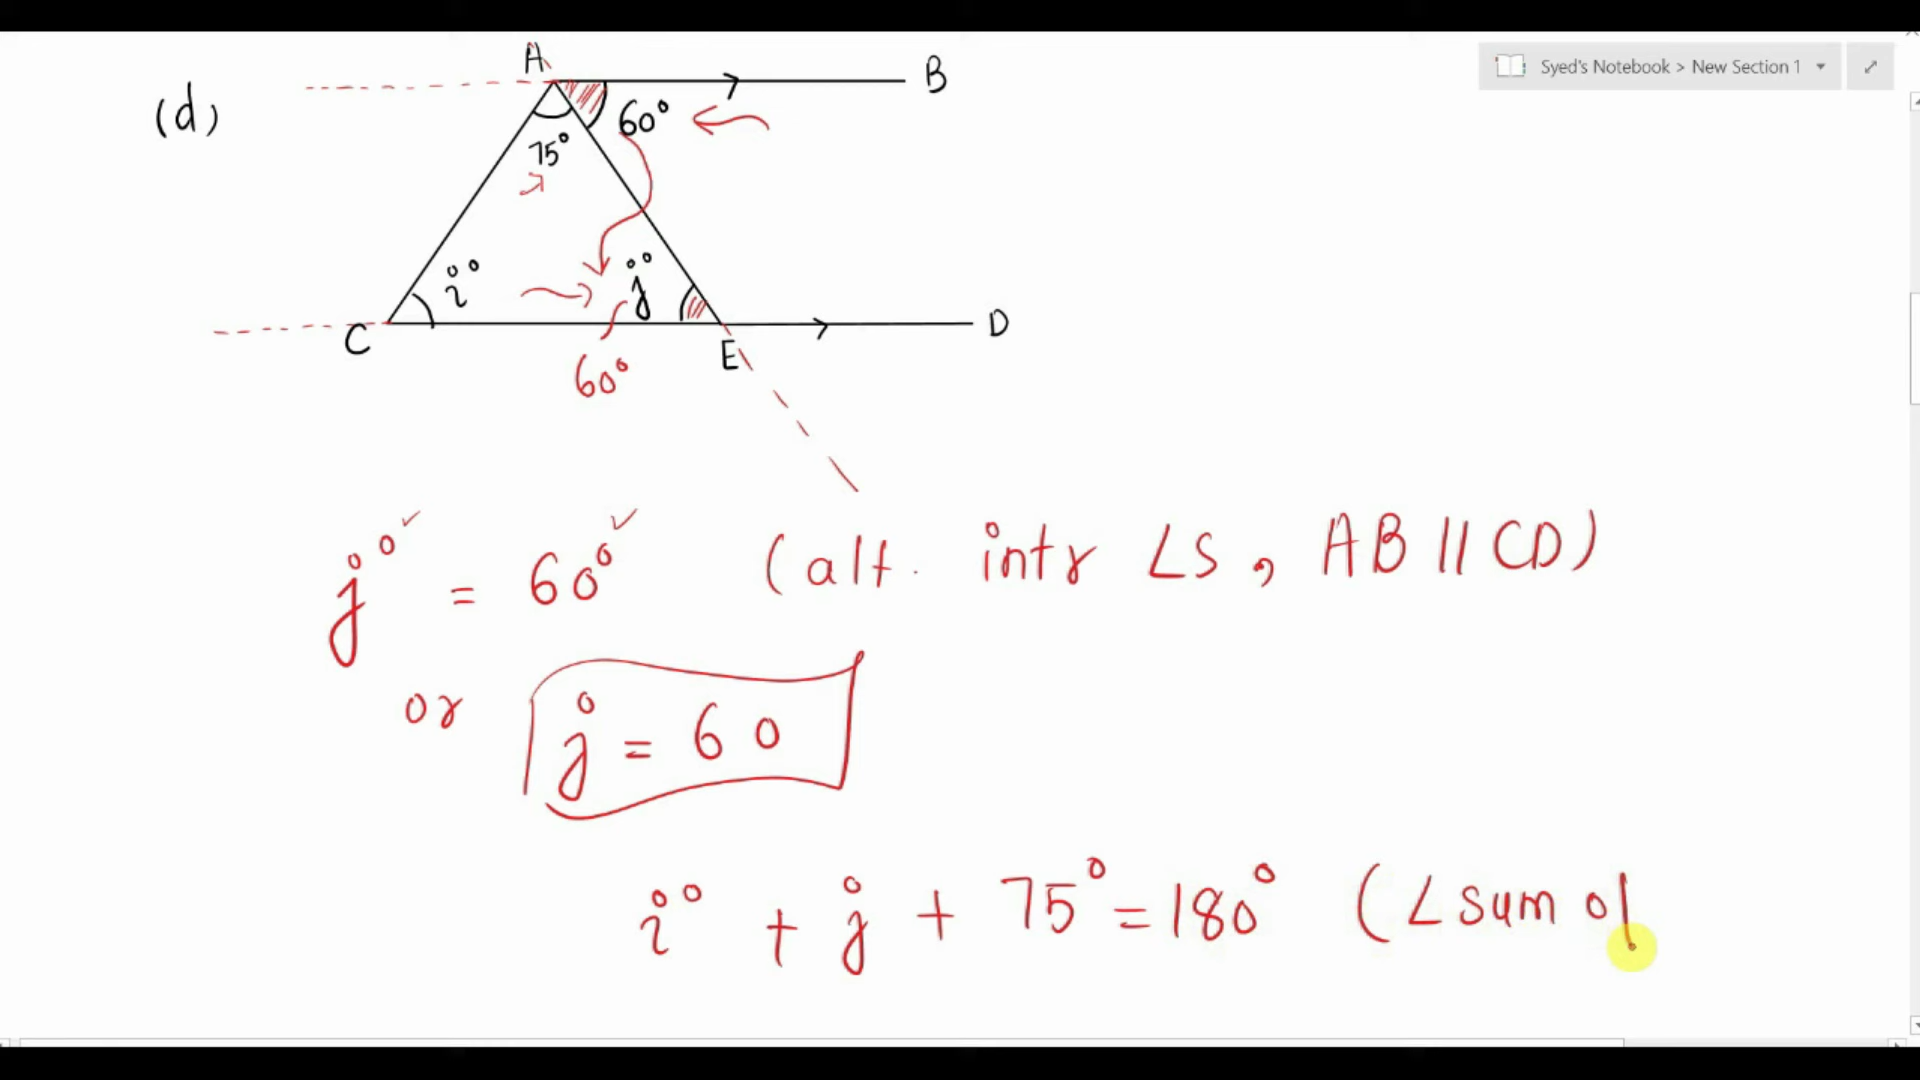 Syed's Notebook > New Section 1
(d)
A
B
60°
75°
i°
j°
C
E
D
60°
j° = 60° (alt. intr ∠S, AB // CD)
or
j = 60
i° + j + 75° = 180° (∠sum of